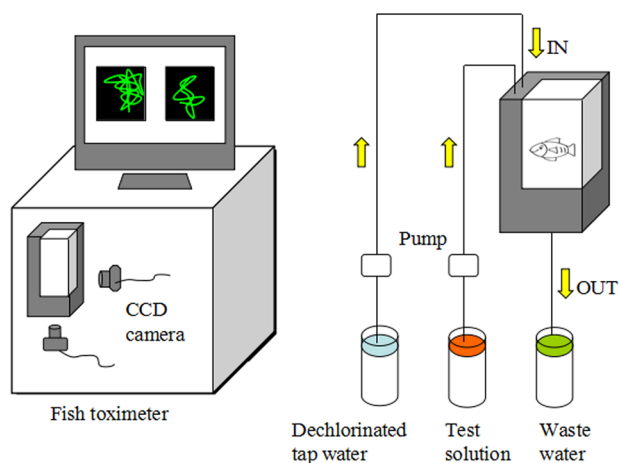 IN
Pump
OUT
CCD
camera
Fish toximeter
Dechlorinated
tap water
Test
solution
Waste
water